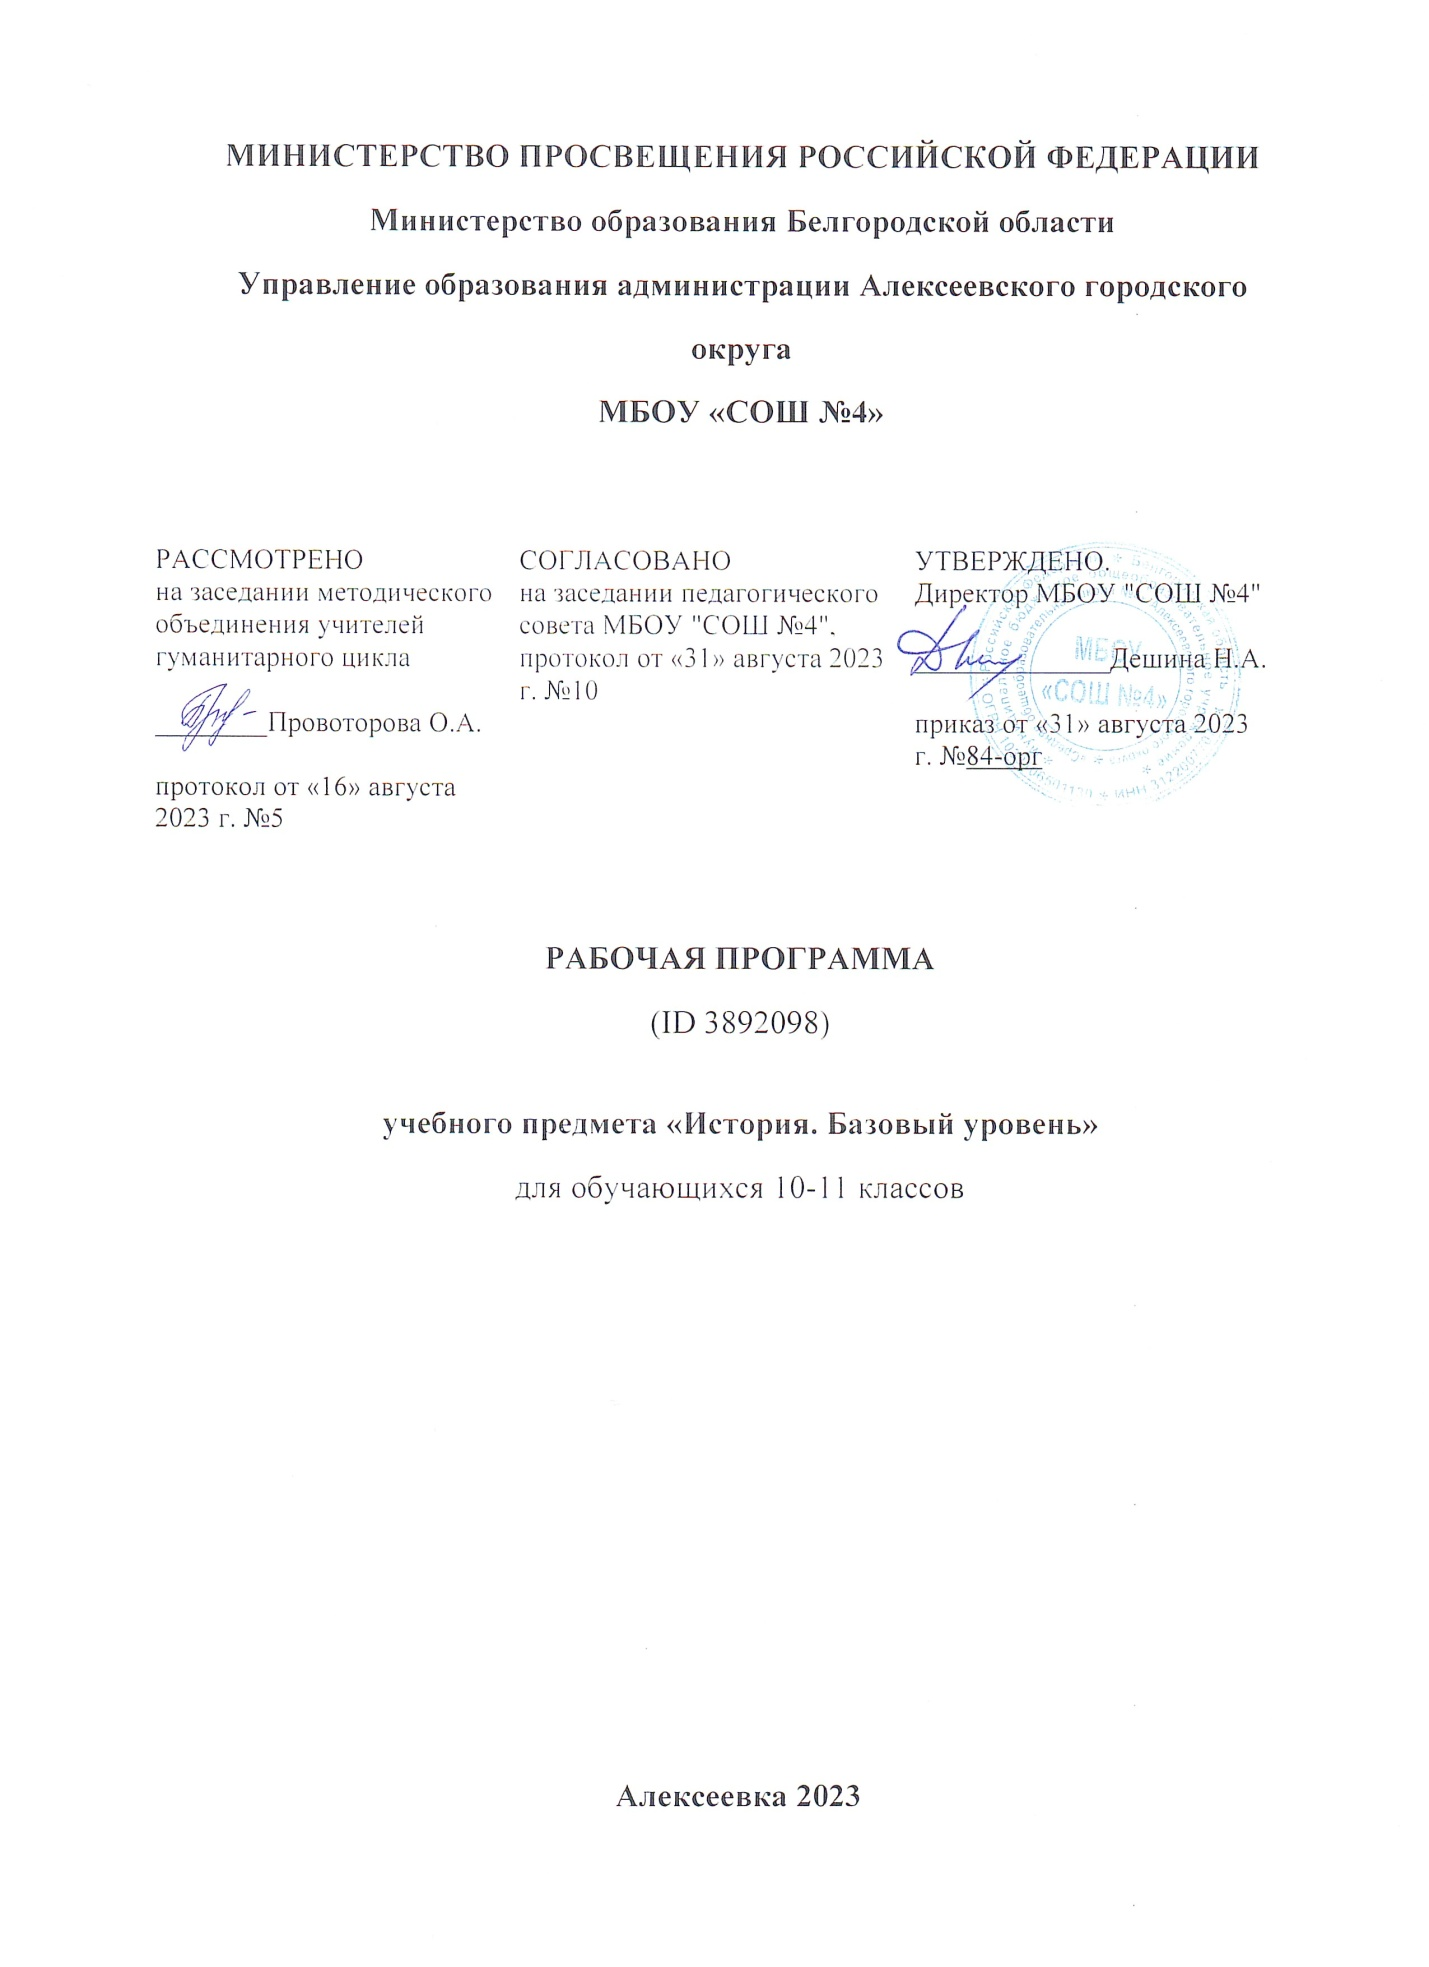 МИНИСТЕРСТВО ПРОСВЕЩЕНИЯ РОССИЙСКОЙ ФЕДЕРАЦИИ
Министерство образования Белгородской области
Управление образования администрации Алексеевского городского
округа
МБОУ «СОШ №4»
РАССМОТРЕНО
на заседании методического
объединения учителей
гуманитарного цикла
Провоторова О.А.
протокол от «16» августа
2023 г. №5
СОГЛАСОВАНО
на заседании педагогического
совета МБОУ "СОШ №4".
протокол от «31» августа 2023
г. №10
УТВЕРЖДЕНО.
Директор МБОУ "СОШ №4"
Дешина Н.А.
приказ от «31» августа 2023
г. №84-орг
МБОУ
«СОШ №4»
РАБОЧАЯ ПРОГРАММА
(ID 3892098)
учебного предмета «История. Базовый уровень»
для обучающихся 10-11 классов
Алексеевка 2023